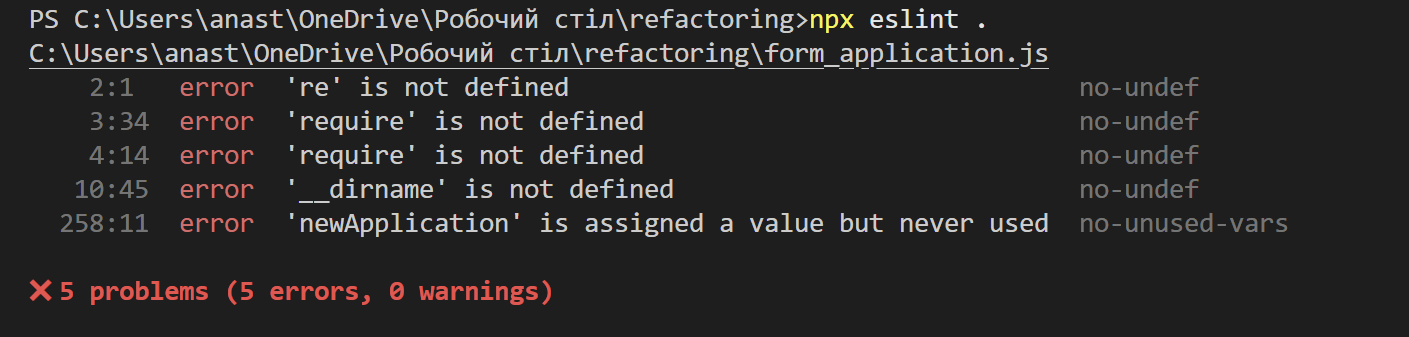 PS C:\Users\anast\OneDrive\Робочий стіл\refactoring>npx eslint .
C:\Users\anast\OneDrive\Робочий стіл\refactoring\form_application.js
2:1 error 're' is not defined no-undef
3:34 error 'require' is not defined no-undef
4:14 error 'require' is not defined no-undef
10:45 error '__dirname' is not defined no-undef
258:11 error 'newApplication' is assigned a value but never used no-unused-vars
❌ 5 problems (5 errors, 0 warnings)